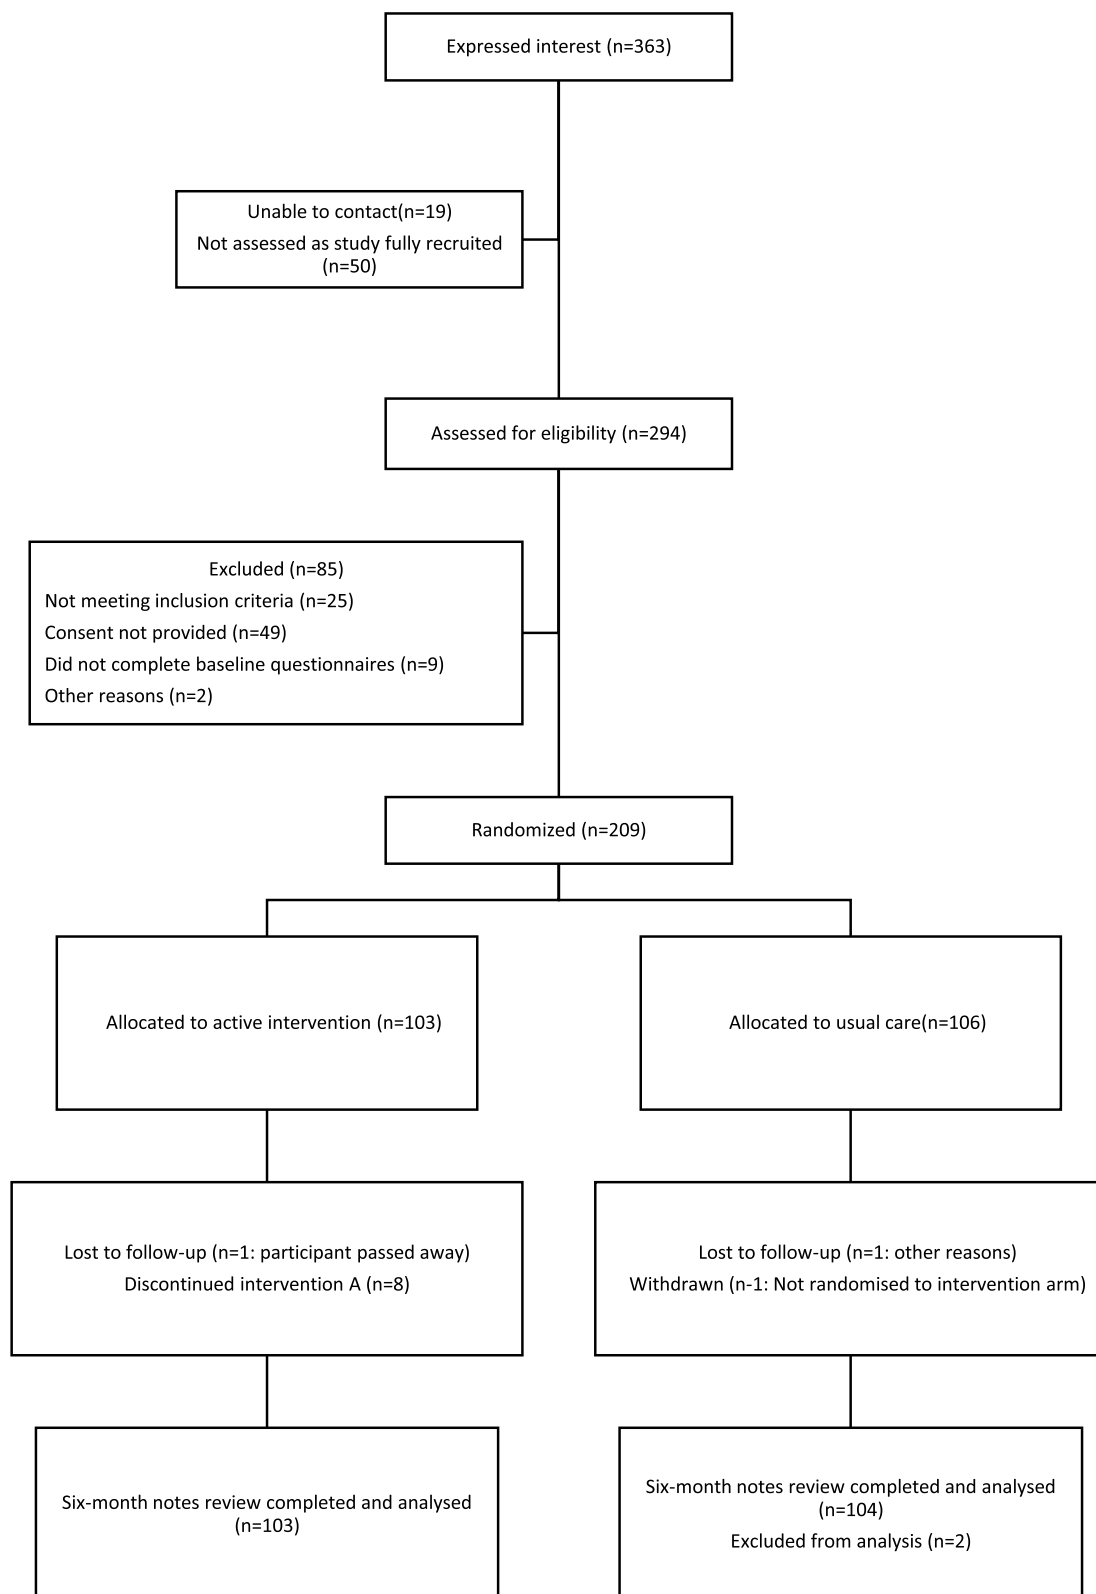 Expressed interest (n=363)
Unable to contact(n=19)
Not assessed as study fully recruited
(n=50)
Assessed for eligibility (n=294)
Excluded (n=85)
Not meeting inclusion criteria (n=25)
Consent not provided (n=49)
Did not complete baseline questionnaires (n=9)
Other reasons (n=2)
Randomized (n=209)
Allocated to active intervention (n=103)
Allocated to usual care(n=106)
Lost to follow-up (n=1: participant passed away)
Discontinued intervention A (n=8)
Lost to follow-up (n=1: other reasons)
Withdrawn (n-1: Not randomised to intervention arm)
Six-month notes review completed and analysed
(n=103)
Six-month notes review completed and analysed
(n=104)
Excluded from analysis (n=2)